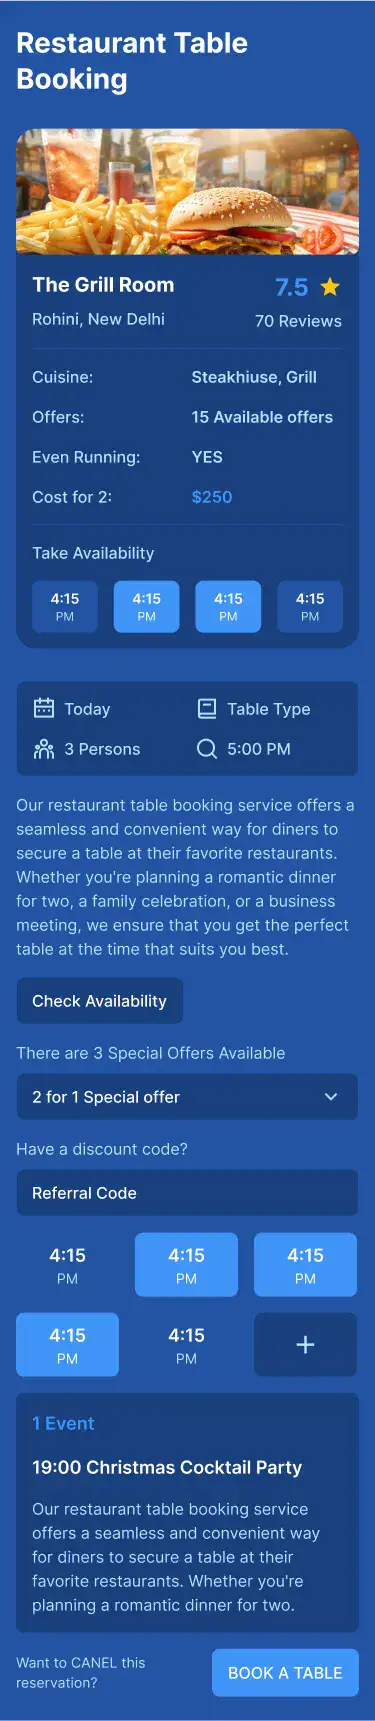 Restaurant Table
Booking
The Grill Room
7.5
Rohini, New Delhi
70 Reviews
Cuisine:
Steakhiuse, Grill
Offers:
15 Available offers
Even Running:
YES
Cost for 2:
$250
Take Availability
4:15 4:15 4:15 4:15
PM PM PM PM
Today
Table Type
3 Persons
5:00 PM
Our restaurant table booking service offers a
seamless and convenient way for diners to
secure a table at their favorite restaurants.
Whether you're planning a romantic dinner
for two, a family celebration, or a business
meeting, we ensure that you get the perfect
table at the time that suits you best.
Check Availability
There are 3 Special Offers Available
2 for 1 Special offer
Have a discount code?
Referral Code
4:15 4:15 4:15
PM PM PM
4:15 4:15 +
PM PM
1 Event
19:00 Christmas Cocktail Party
Our restaurant table booking service
offers a seamless and convenient way
for diners to secure a table at their
favorite restaurants. Whether you're
planning a romantic dinner for two.
Want to CANEL this
reservation?
BOOK A TABLE